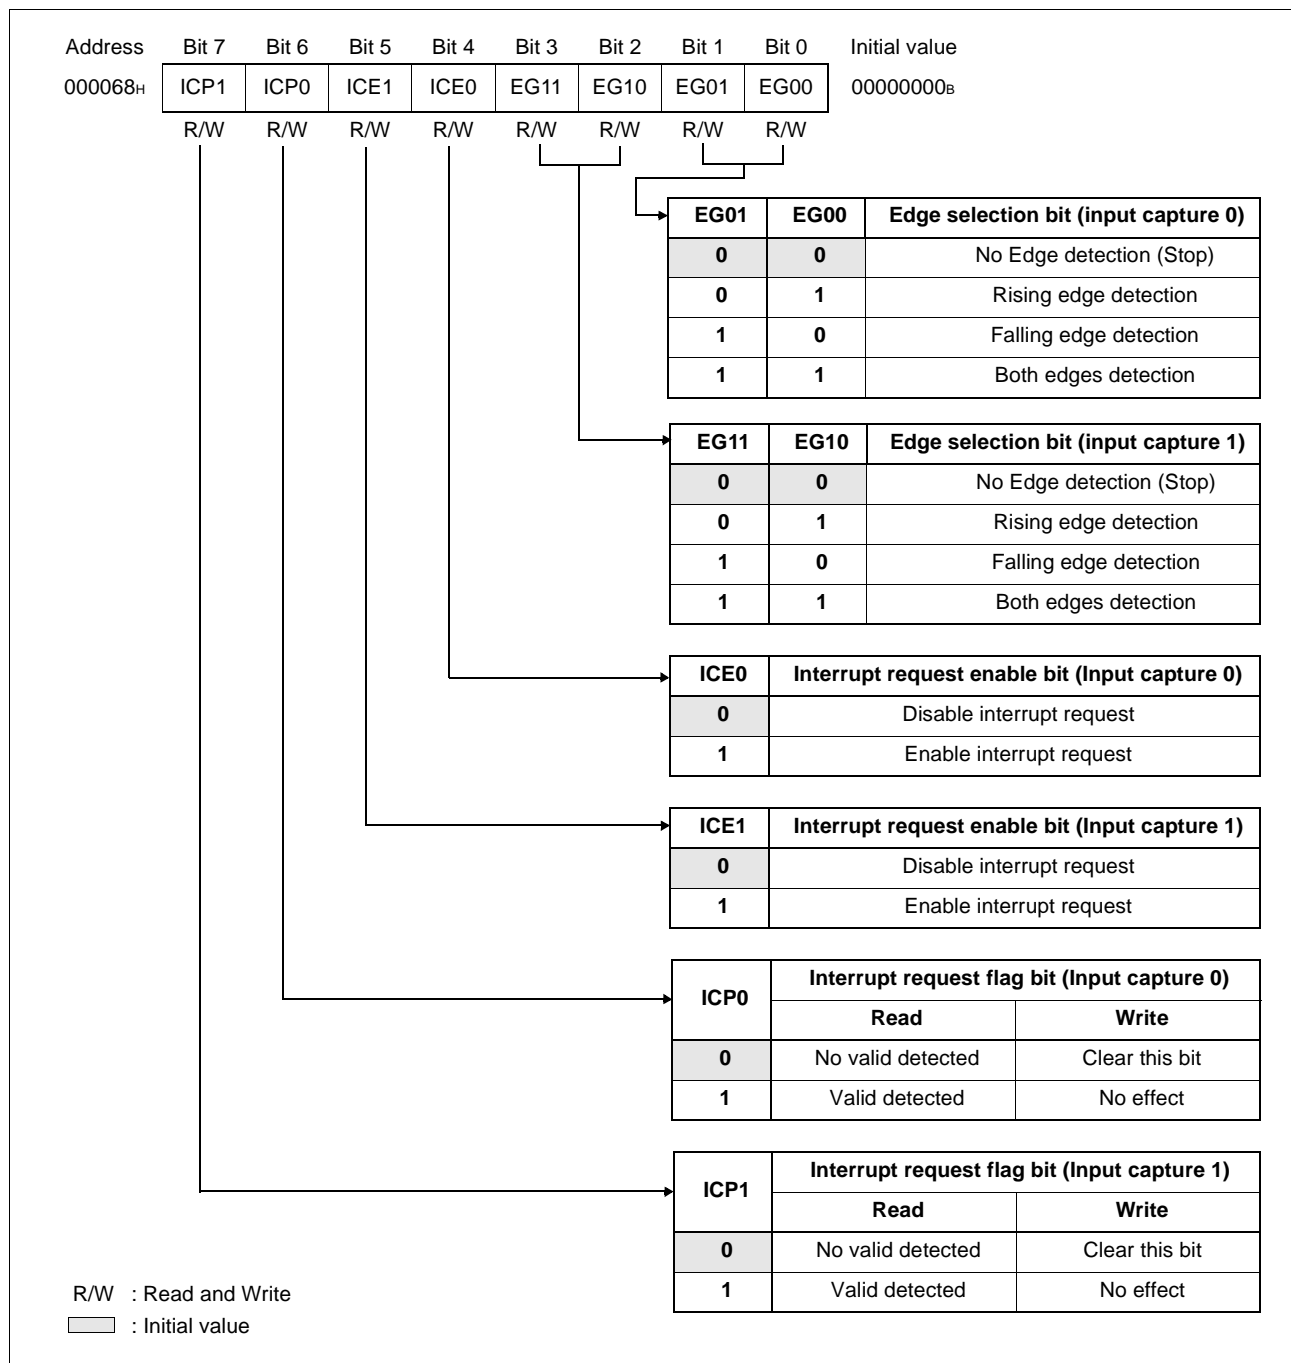 Address Bit 7 Bit 6 Bit 5 Bit 4 Bit 3 Bit 2 Bit 1 Bit 0 Initial value
000068H ICP1 ICP0 ICE1 ICE0 EG11 EG10 EG01 EG00 00000000B
R/W R/W R/W R/W R/W R/W R/W R/W
EG01 EG00 Edge selection bit (input capture 0)
0 0 No Edge detection (Stop)
0 1 Rising edge detection
1 0 Falling edge detection
1 1 Both edges detection
EG11 EG10 Edge selection bit (input capture 1)
0 0 No Edge detection (Stop)
0 1 Rising edge detection
1 0 Falling edge detection
1 1 Both edges detection
ICE0 Interrupt request enable bit (Input capture 0)
0 Disable interrupt request
1 Enable interrupt request
ICE1 Interrupt request enable bit (Input capture 1)
0 Disable interrupt request
1 Enable interrupt request
ICP0 Interrupt request flag bit (Input capture 0)
Read Write
0 No valid detected Clear this bit
1 Valid detected No effect
ICP1 Interrupt request flag bit (Input capture 1)
Read Write
0 No valid detected Clear this bit
1 Valid detected No effect
R/W : Read and Write
: Initial value